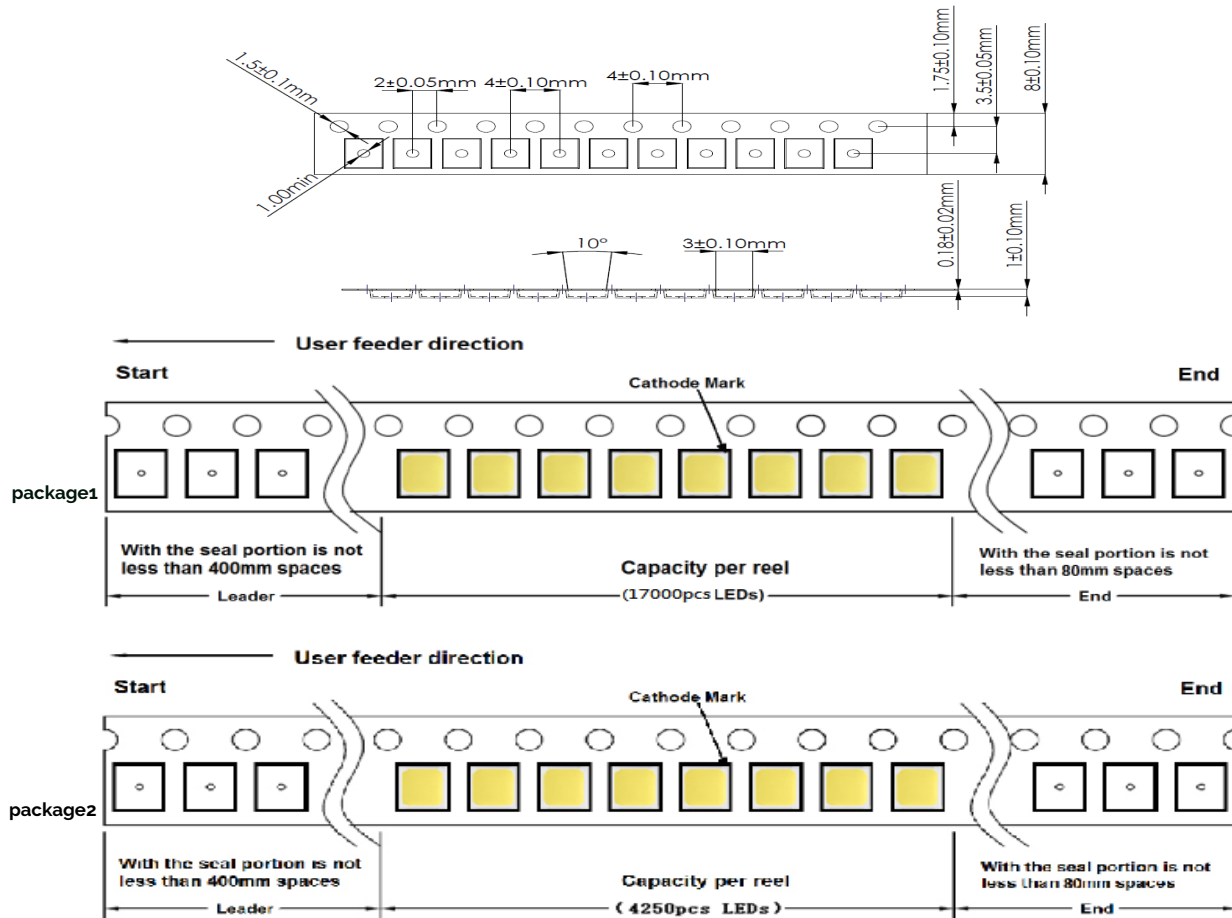 1.5±0.1mm
2±0.05mm
4±0.10mm
4±0.10mm
1.75±0.10mm
3.5±0.05mm
8±0.10mm
1.00min
10°
3±0.10mm
0.18±0.02mm
1±0.10mm
User feeder direction
Start
End
Cathode Mark
package1
With the seal portion is not
less than 400mm spaces
Capacity per reel
With the seal portion is not
less than 80mm spaces
Leader
(17000pcs LEDs)
End
User feeder direction
Start
End
Cathode Mark
package2
With the seal portion is not
less than 400mm spaces
Capacity per reel
With the seal portion is not
less than 80mm spaces
Leader
(4250pcs LEDs)
End